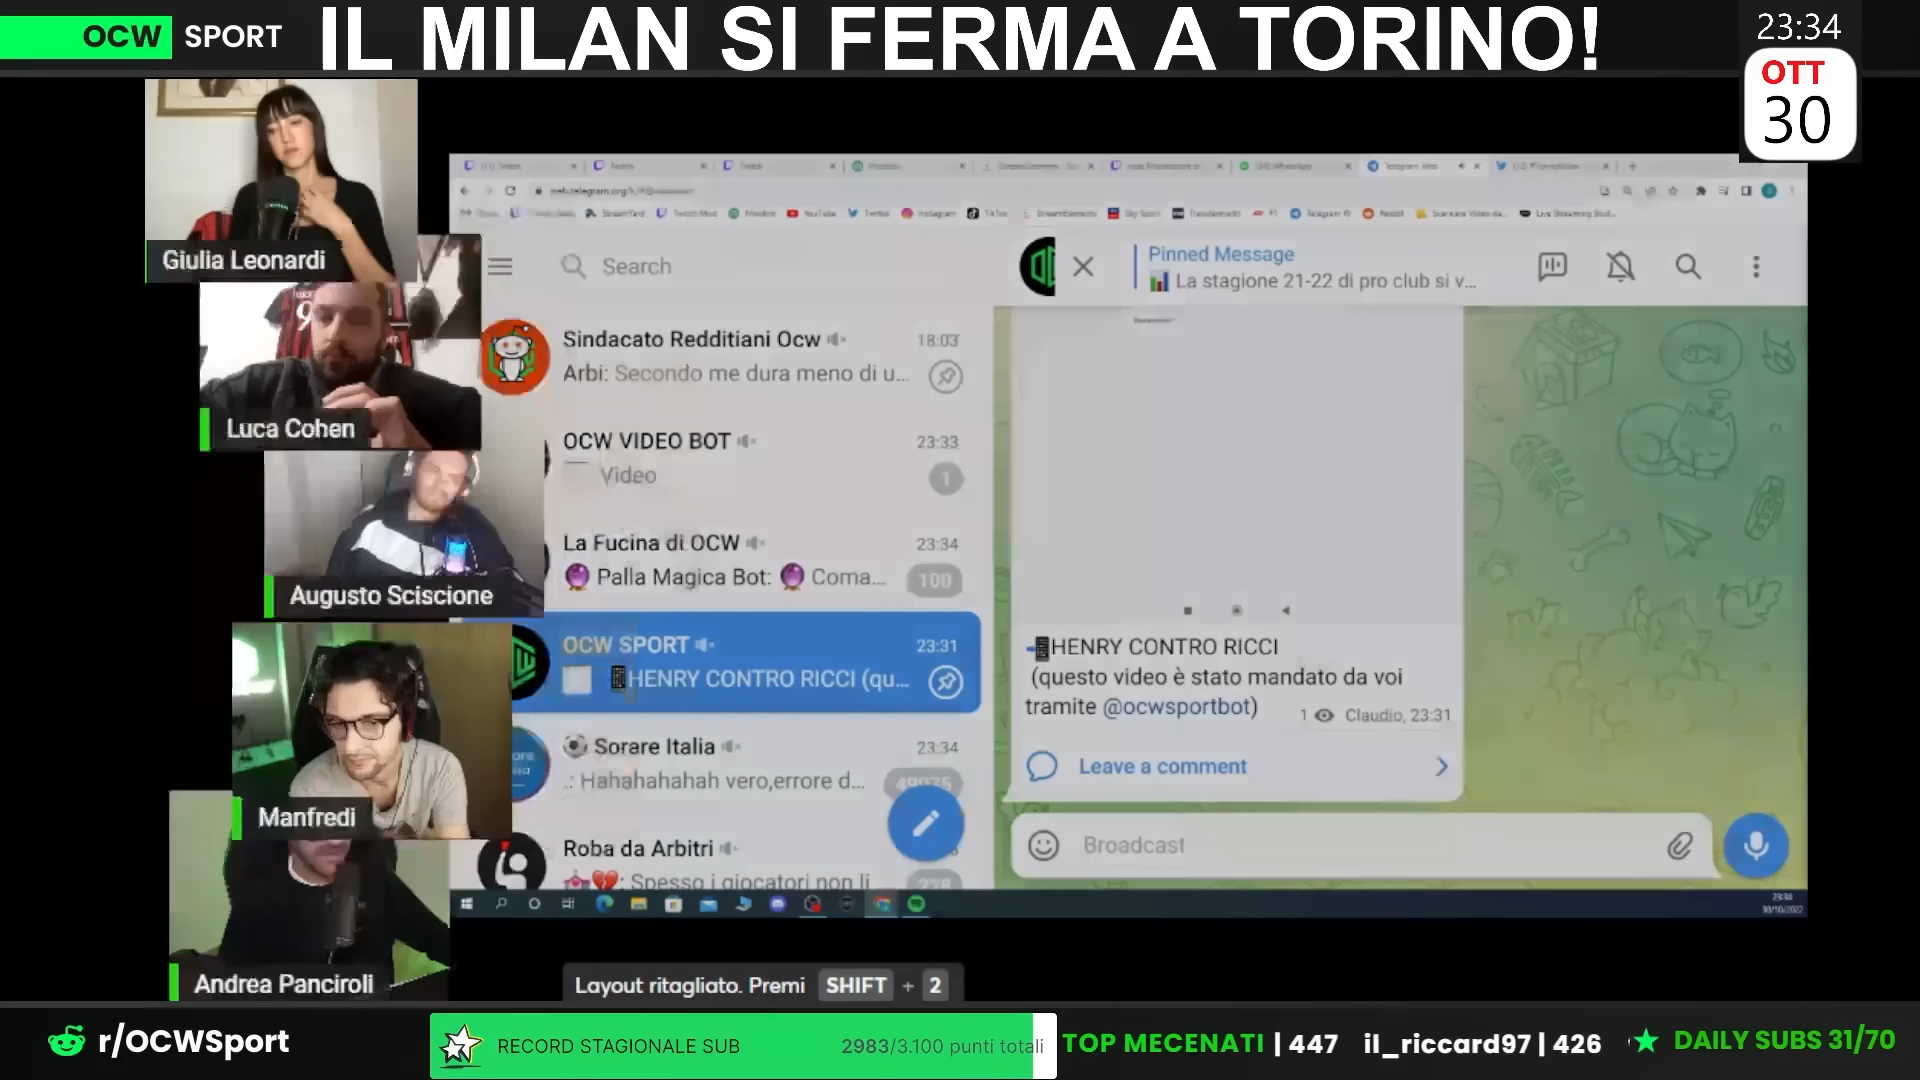 OCW SPORT
IL MILAN SI FERMA A TORINO!
23:34
OTT
30
Giulia Leonardi
Luca Cohen
Augusto Sciscione
Manfredi
Andrea Panciroli
Search
Sindacato Redditiani Ocw 18:03
Arbi: Secondo me dura meno di u...
OCW VIDEO BOT 23:33
Video 1
La Fucina di OCW 23:34
🔮 Palla Magica Bot: 🔮 Coma... 100
OCW SPORT 23:31
HENRY CONTRO RICCI (qu...
Sorare Italia 23:34
.: Hahahahahah vero,errore d...
Roba da Arbitri
: Spesso i giocatori non li
Pinned Message
La stagione 21-22 di pro club si v...
HENRY CONTRO RICCI
(questo video è stato mandato da voi
tramite @ocwsportbot)
1 Claudio, 23:31
Leave a comment
Broadcast
23:34
30/10/2022
Layout ritagliato. Premi SHIFT + 2
r/OCWSport
RECORD STAGIONALE SUB 2983/3.100 punti totali
TOP MECENATI | 447 il_riccard97 | 426
DAILY SUBS 31/70